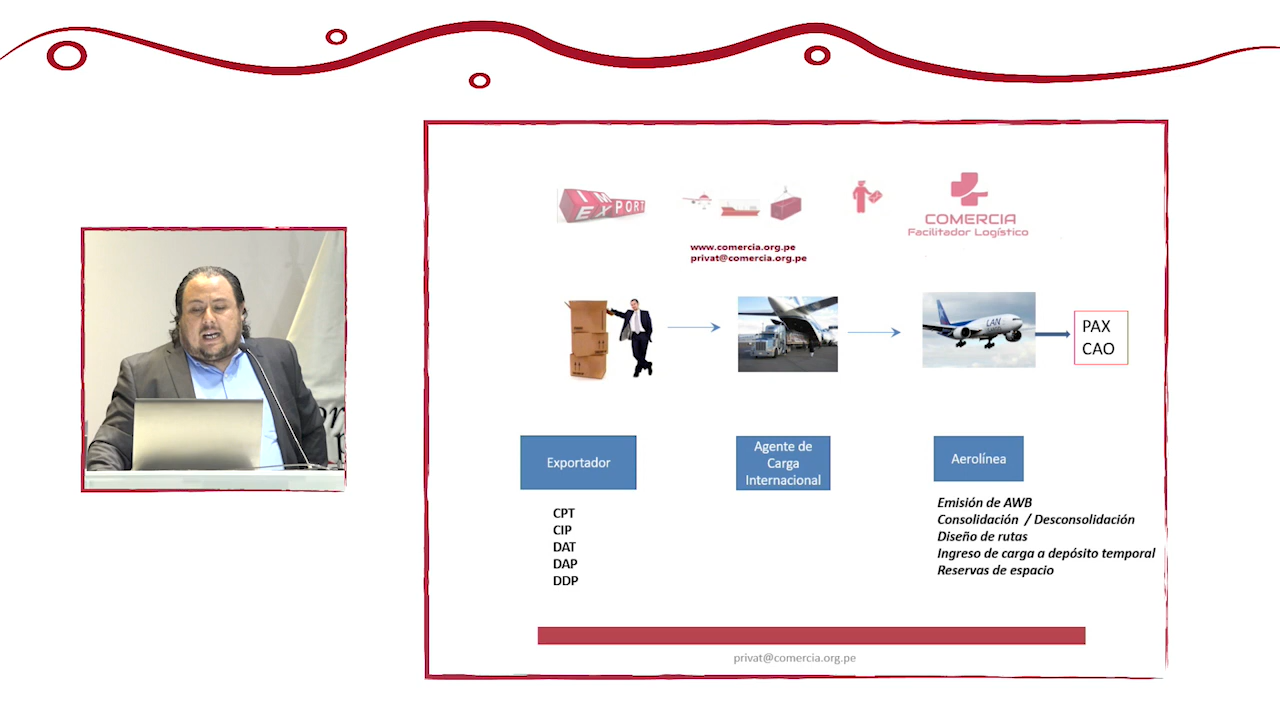 IN
EXPORT
COMERCIA
Facilitador Logístico
www.comercia.org.pe
privat@comercia.org.pe
LAN
PAX
CAO
Exportador
Agente de
Carga
Internacional
Aerolínea
CPT
CIP
DAT
DAP
DDP
Emisión de AWB
Consolidación / Desconsolidación
Diseño de rutas
Ingreso de carga a depósito temporal
Reservas de espacio
privat@comercia.org.pe